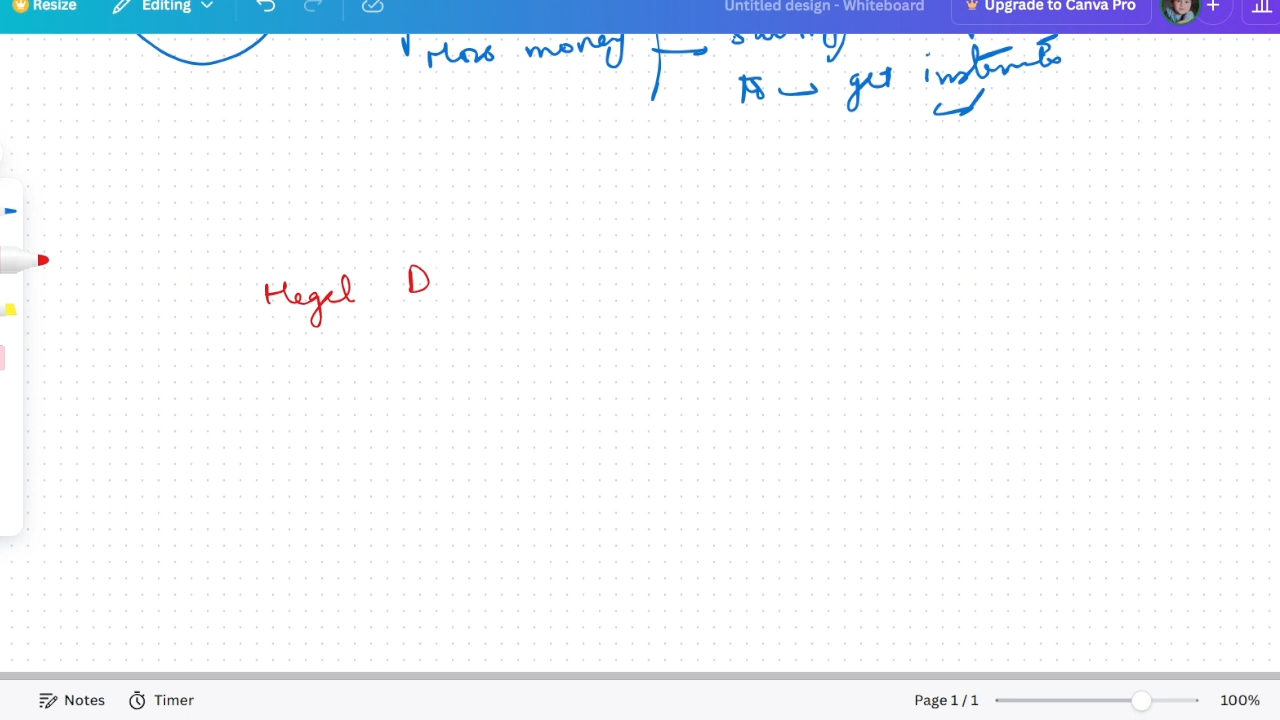 Resize Editing Untitled design - Whiteboard Upgrade to Canva Pro
More money
→ get
Hegel D
Notes Timer Page 1 / 1 100%